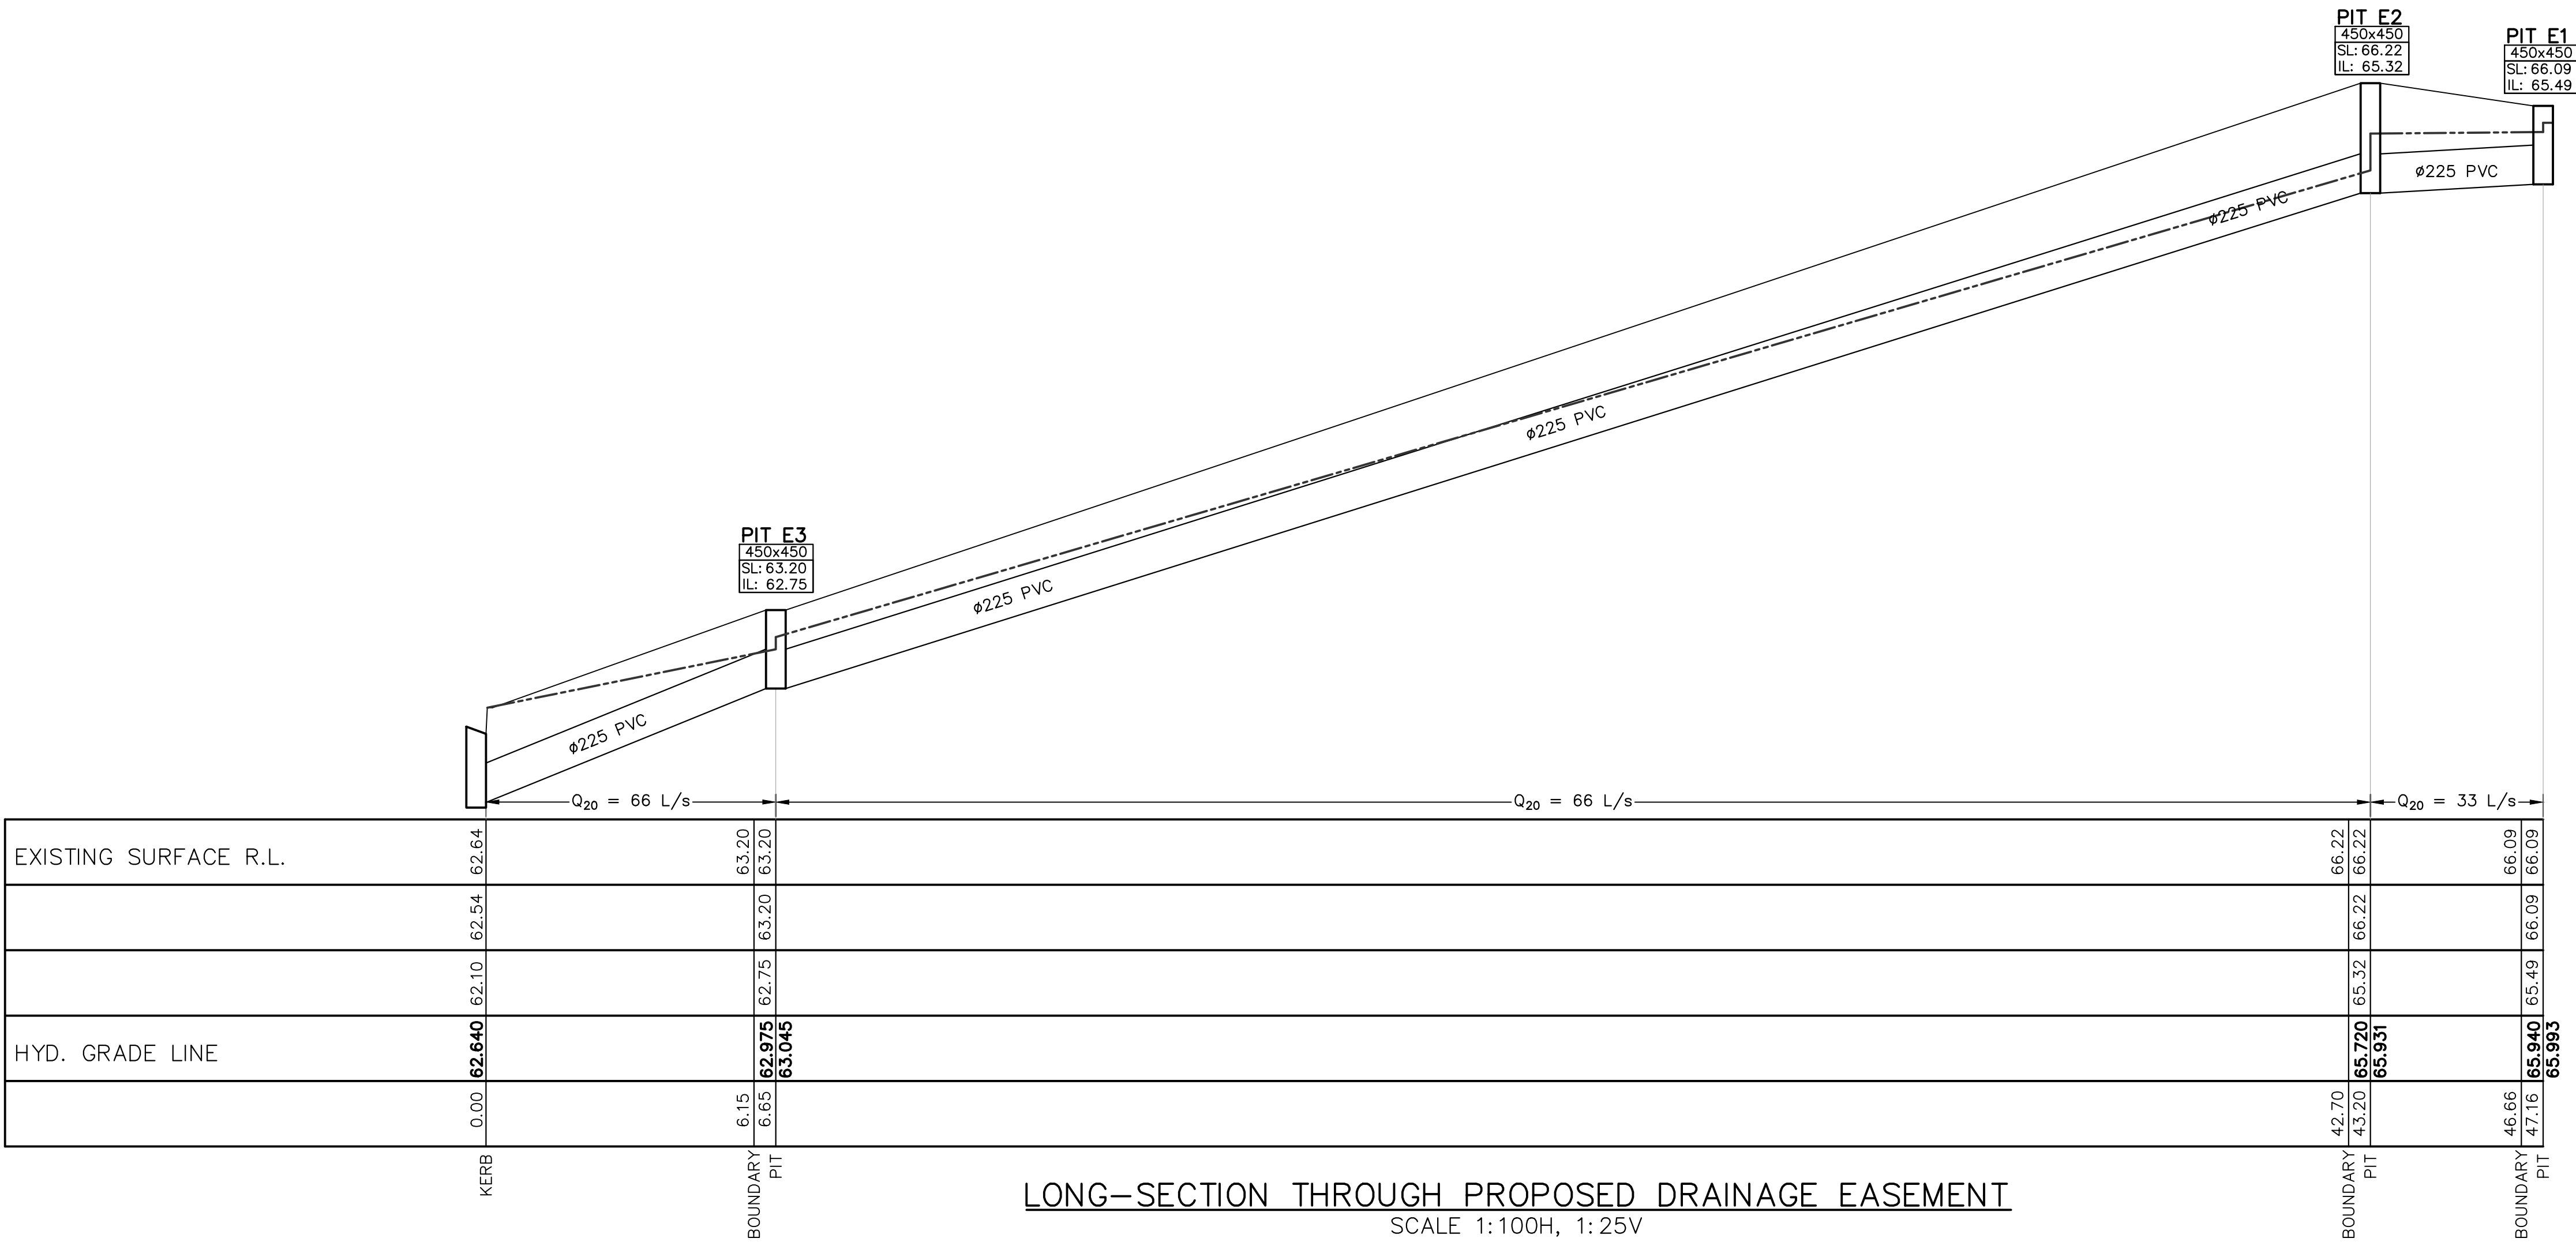 PIT E2
450x450
SL: 66.22
IL: 65.32
PIT E1
450x450
SL: 66.09
IL: 65.49
ø225 PVC
ø225 PVC
ø225 PVC
PIT E3
450x450
SL: 63.20
IL: 62.75
ø225 PVC
ø225 PVC
Q20 = 66 L/s
Q20 = 66 L/s
Q20 = 33 L/s
EXISTING SURFACE R.L. 62.64 63.20 63.20 66.22 66.22 66.09 66.09
62.54 63.20 66.22 66.09
62.10 62.75 65.32 65.49
HYD. GRADE LINE 62.640 62.975 63.045 65.720 65.931 65.940 65.993
0.00 6.15 6.65 42.70 43.20 46.66 47.16
KERB BOUNDARY PIT BOUNDARY PIT BOUNDARY PIT
LONG-SECTION THROUGH PROPOSED DRAINAGE EASEMENT
SCALE 1:100H, 1:25V